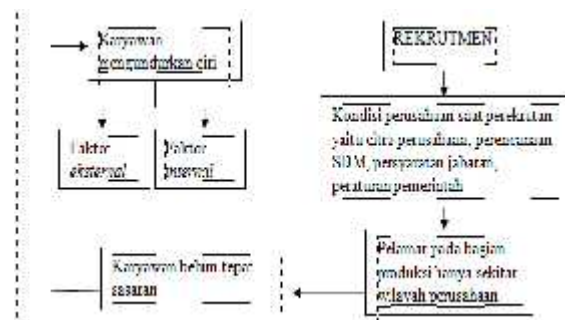 Karyawan
mengundurkan diri
REKRUTMEN
Faktor
eksternal
Faktor
internal
Kondisi perusahaan saat perekrutan
yaitu citra perusahaan, perencanaan
SDM, persyaratan jabatan,
peraturan pemerintah
Karyawan belum tepat
sasaran
Pelamar pada bagian
produksi hanya sekitar
wilayah perusahaan